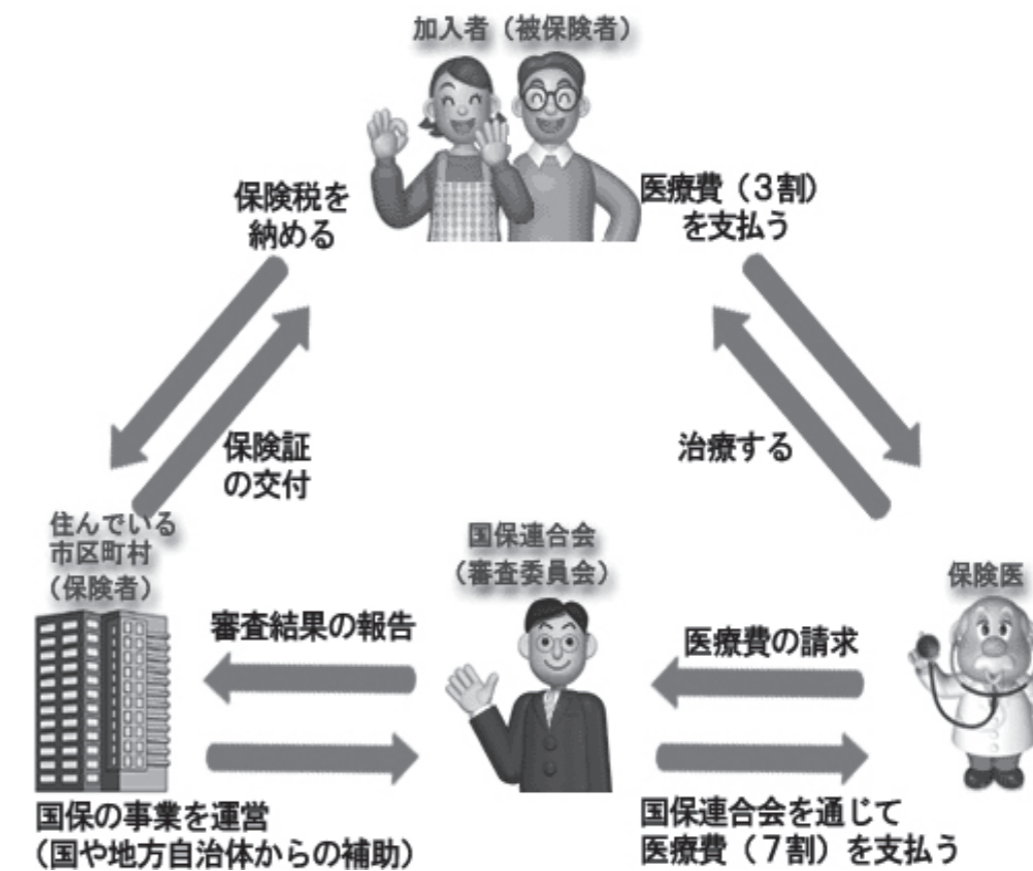 加入者（被保険者）
保険税を
納める
医療費（3割）
を支払う
保険証
の交付
治療する
住んでいる
市区町村
（保険者）
国保連合会
（審査委員会）
保険医
審査結果の報告
医療費の請求
国保の事業を運営
（国や地方自治体からの補助）
国保連合会を通じて
医療費（7割）を支払う